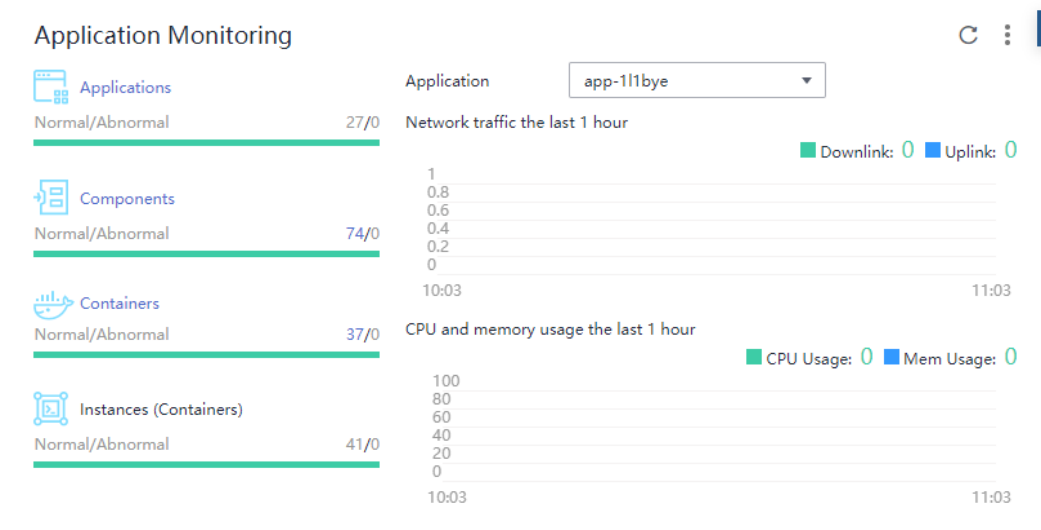 Application Monitoring
Applications
Normal/Abnormal 27/0
Components
Normal/Abnormal 74/0
Containers
Normal/Abnormal 37/0
Instances (Containers)
Normal/Abnormal 41/0
Application app-1l1bye
Network traffic the last 1 hour
Downlink: 0 Uplink: 0
1
0.8
0.6
0.4
0.2
0
10:03 11:03
CPU and memory usage the last 1 hour
CPU Usage: 0 Mem Usage: 0
100
80
60
40
20
0
10:03 11:03